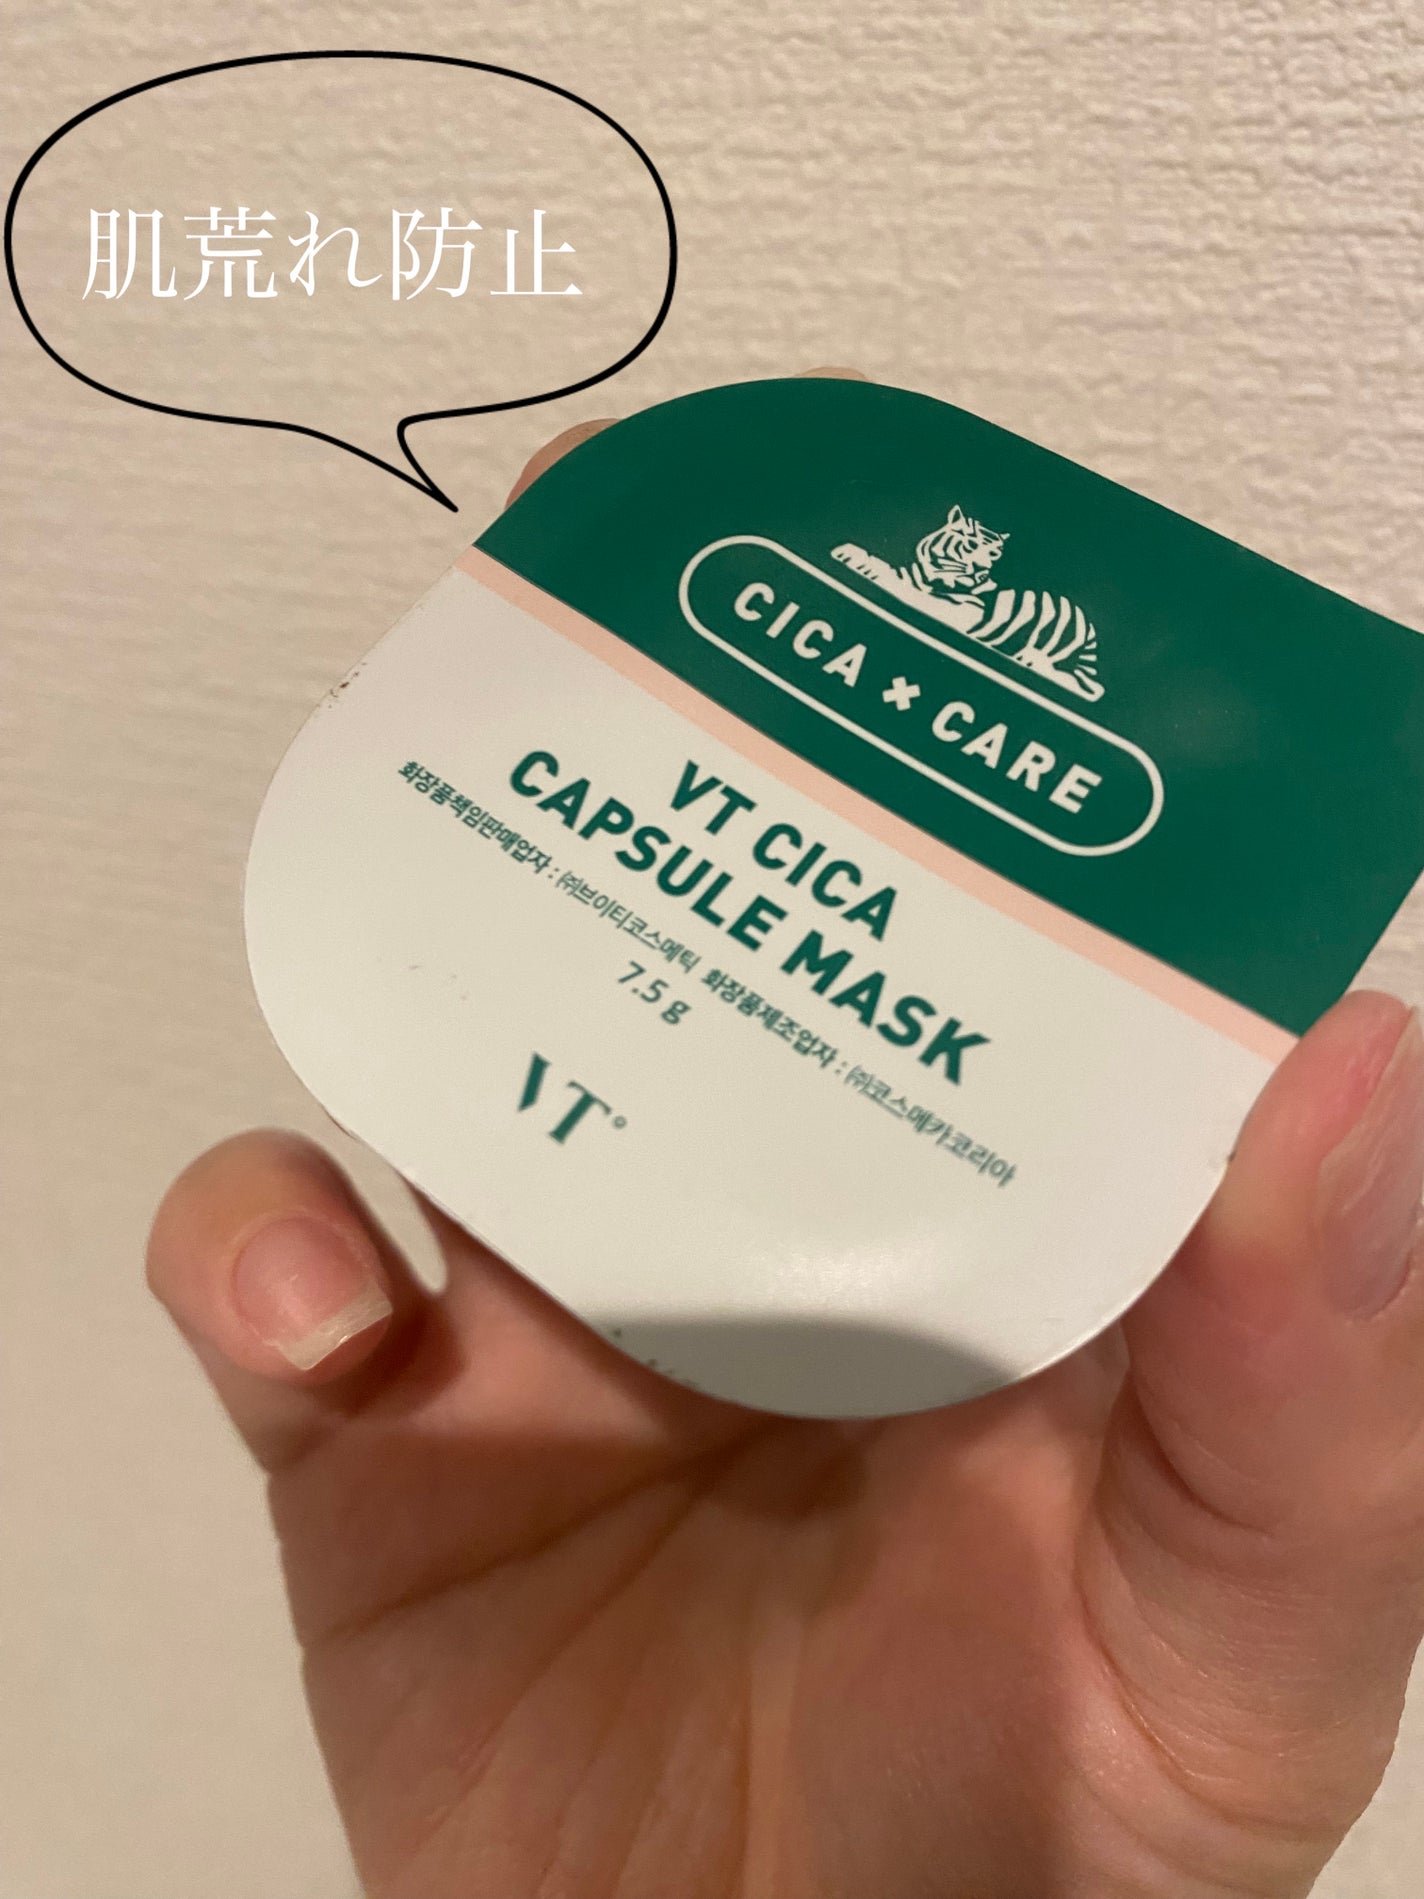 肌荒れ防止
CICA × CARE
VT CICA
CAPSULE MASK
화장품책임판매업자 : ㈜브이티코스메틱 화장품제조업자 : ㈜코스메카코리아
7.5 g
VT